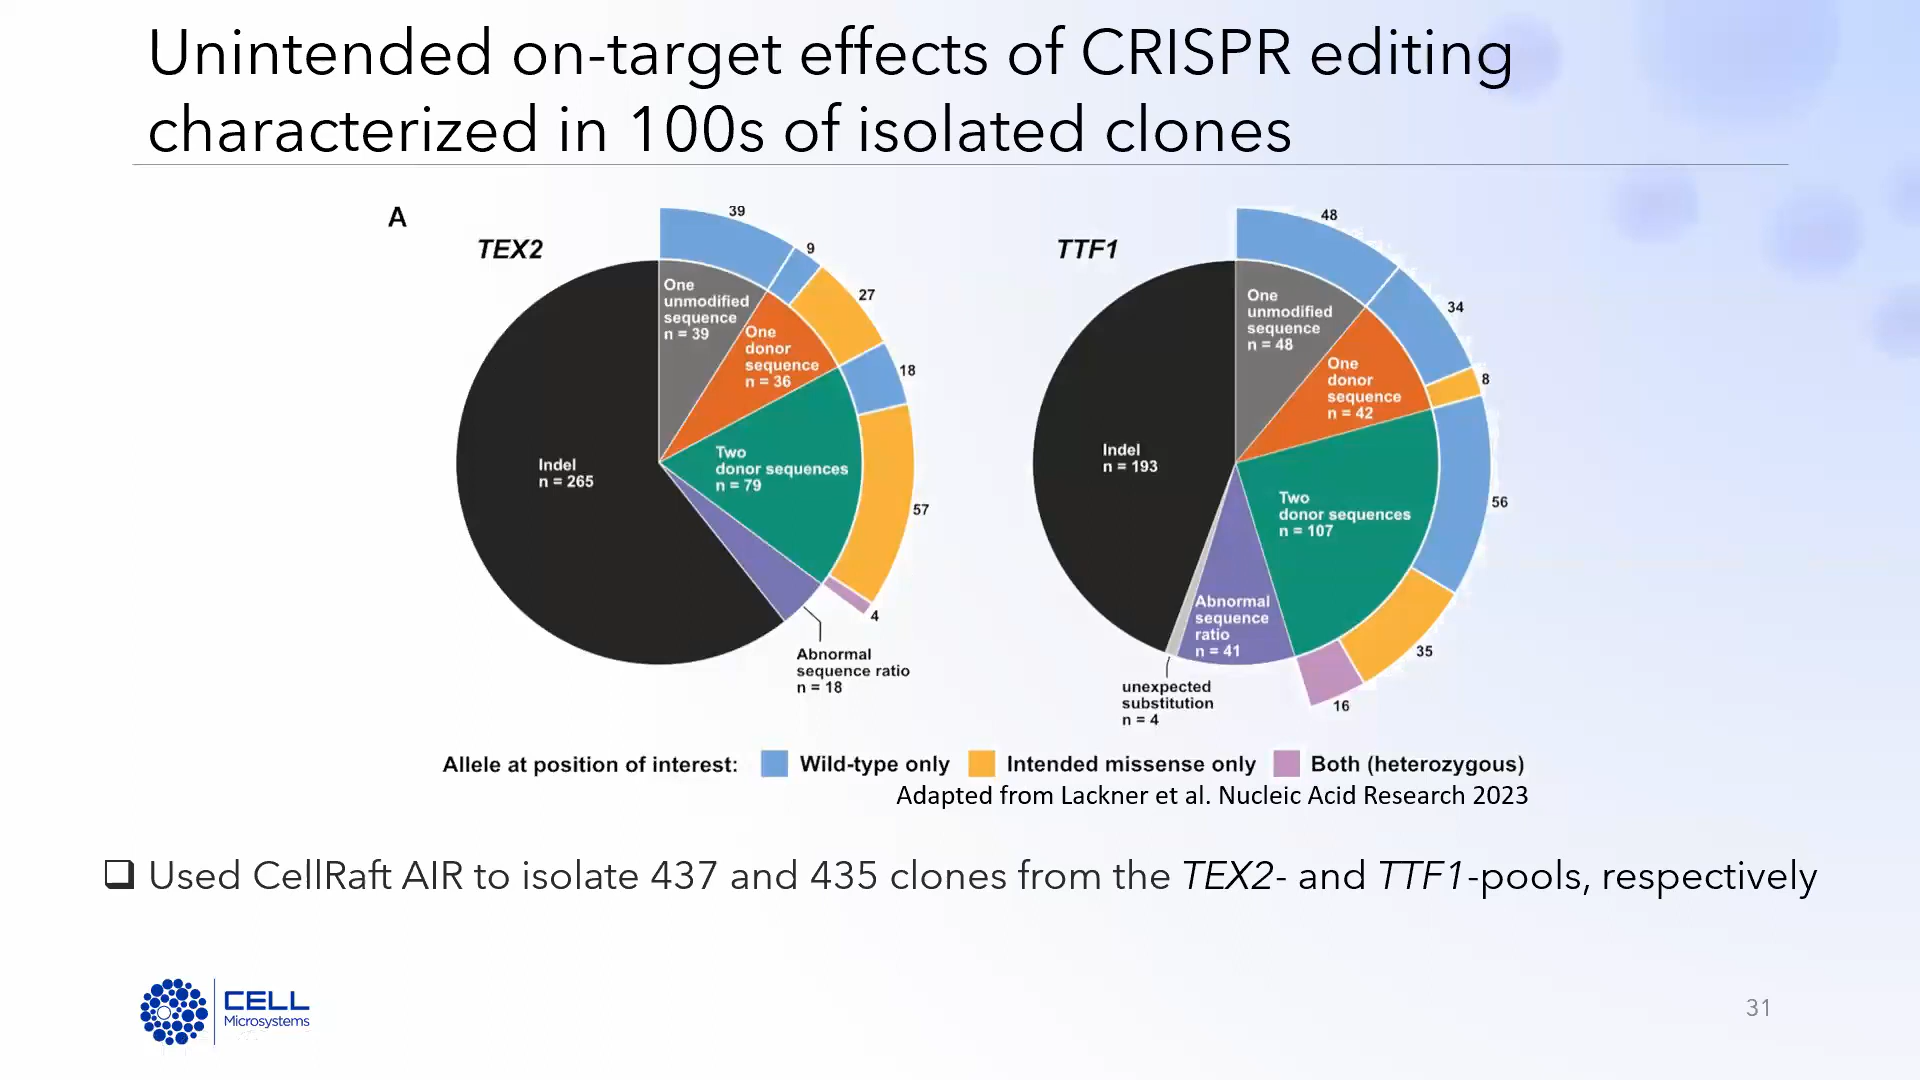 Unintended on-target effects of CRISPR editing
characterized in 100s of isolated clones
A
TEX2
39
9
27
18
57
4
One
unmodified
sequence
n = 39
One
donor
sequence
n = 36
Two
donor sequences
n = 79
Indel
n = 265
Abnormal
sequence ratio
n = 18
TTF1
48
34
8
56
35
16
One
unmodified
sequence
n = 48
One
donor
sequence
n = 42
Two
donor sequences
n = 107
Indel
n = 193
Abnormal
sequence
ratio
n = 41
unexpected
substitution
n = 4
Allele at position of interest: Wild-type only Intended missense only Both (heterozygous)
Adapted from Lackner et al. Nucleic Acid Research 2023
❑ Used CellRaft AIR to isolate 437 and 435 clones from the TEX2- and TTF1-pools, respectively
CELL
Microsystems
31